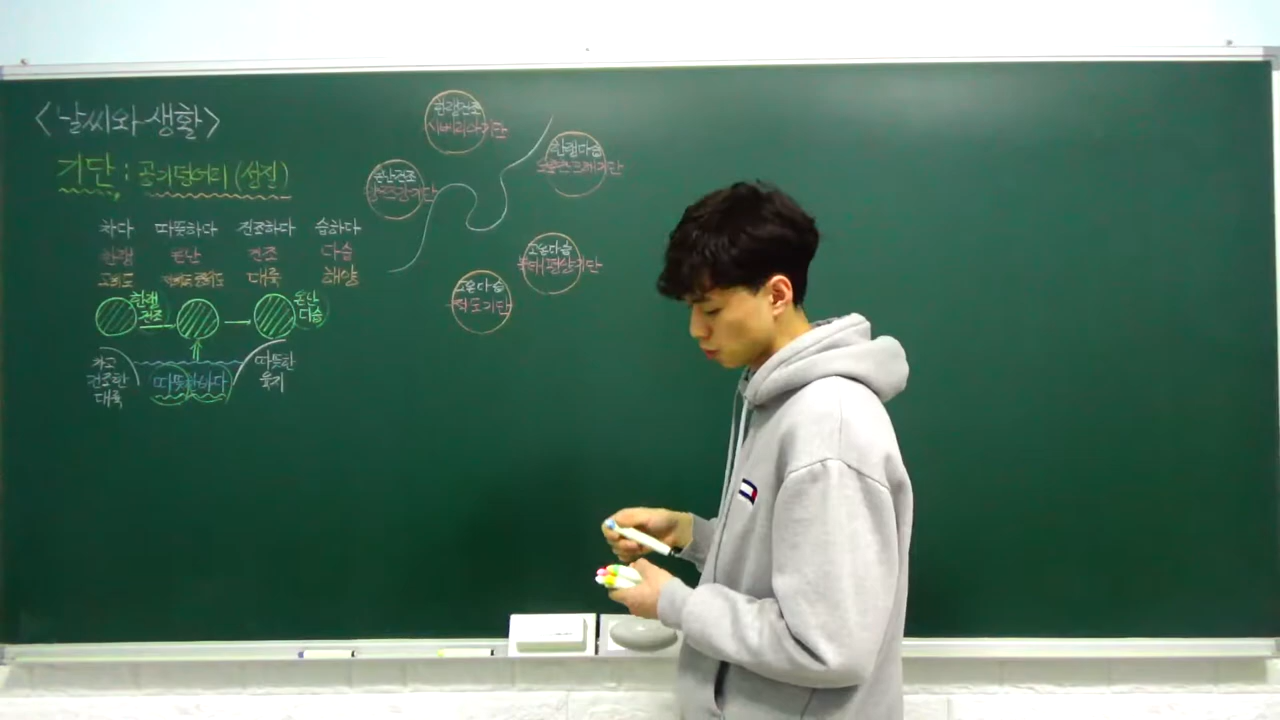 <날씨와 생활>
기단 : 공기덩어리 (성질)
차다 따뜻하다 건조하다 습하다
한랭 온난 건조 다습
고위도 저위도 대륙 해양
한랭 건조
온난 다습
차고 건조한 대륙
따뜻한 바다
따뜻한 육지
한랭건조
시베리아기단
온난건조
양쯔강기단
한랭다습
오호츠크해기단
고온다습
북태평양기단
고온다습
적도기단